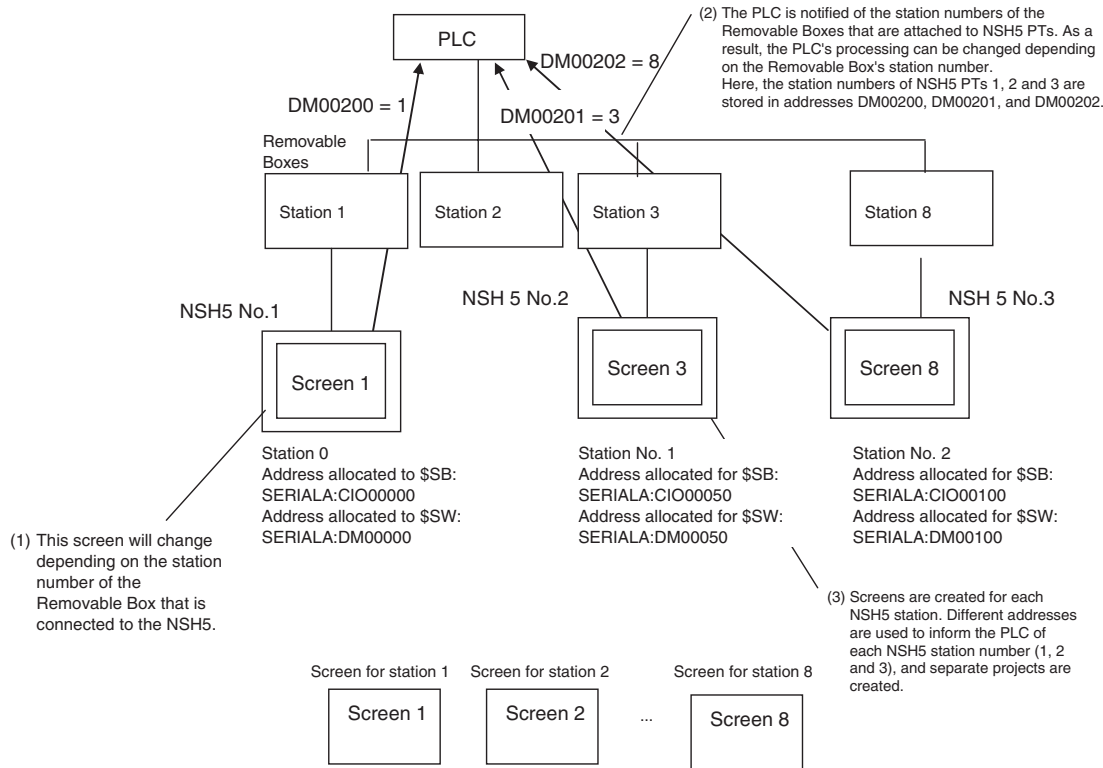 PLC
DM00202 = 8
DM00200 = 1
DM00201 = 3
(2) The PLC is notified of the station numbers of the
Removable Boxes that are attached to NSH5 PTs. As a
result, the PLC's processing can be changed depending
on the Removable Box's station number.
Here, the station numbers of NSH5 PTs 1, 2 and 3 are
stored in addresses DM00200, DM00201, and DM00202.
Removable
Boxes
Station 1
Station 2
Station 3
Station 8
NSH5 No.1
NSH 5 No.2
NSH 5 No.3
Screen 1
Screen 3
Screen 8
Station 0
Address allocated to $SB:
SERIALA:CIO00000
Address allocated to $SW:
SERIALA:DM00000
Station No. 1
Address allocated for $SB:
SERIALA:CIO00050
Address allocated for $SW:
SERIALA:DM00050
Station No. 2
Address allocated for $SB:
SERIALA:CIO00100
Address allocated for $SW:
SERIALA:DM00100
(1) This screen will change
depending on the station
number of the
Removable Box that is
connected to the NSH5.
(3) Screens are created for each
NSH5 station. Different addresses
are used to inform the PLC of
each NSH5 station number (1, 2
and 3), and separate projects are
created.
Screen for station 1
Screen for station 2
Screen for station 8
Screen 1
Screen 2
...
Screen 8